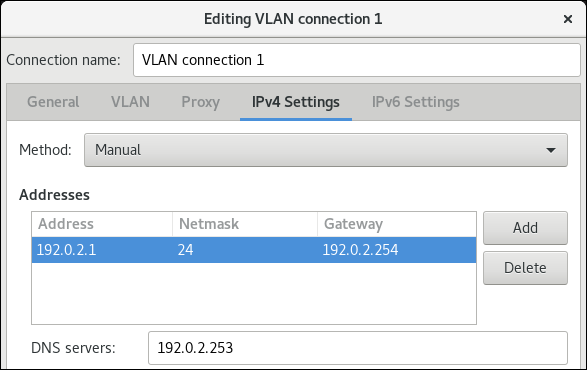 Editing VLAN connection 1
Connection name: VLAN connection 1
General VLAN Proxy IPv4 Settings IPv6 Settings
Method: Manual
Addresses
Address Netmask Gateway
192.0.2.1 24 192.0.2.254
Add
Delete
DNS servers: 192.0.2.253